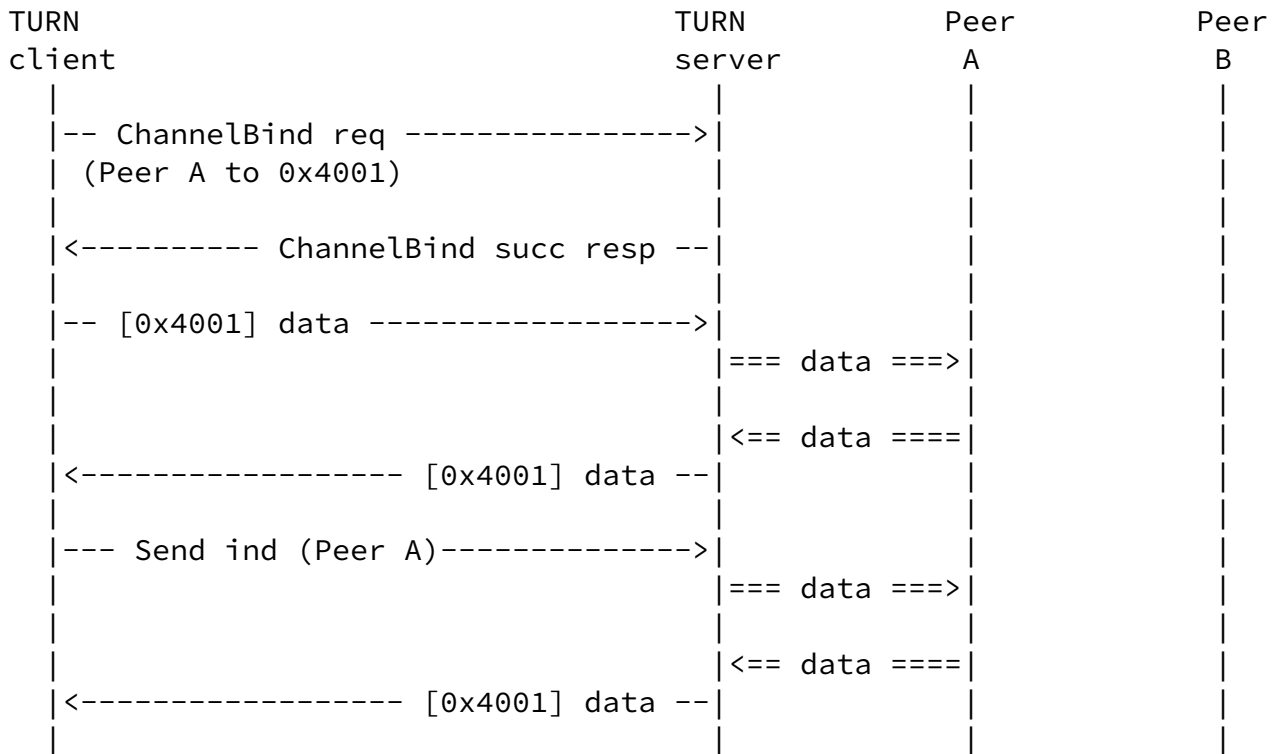 TURN TURN Peer Peer
client server A B
|-- ChannelBind req ---------------->|
| (Peer A to 0x4001)
|<---------- ChannelBind succ resp --|
|-- [0x4001] data ------------------>|
|=== data ===>|
|<== data ====|
|<------------------ [0x4001] data --|
|--- Send ind (Peer A)-------------->|
|=== data ===>|
|<== data ====|
|<------------------ [0x4001] data --|